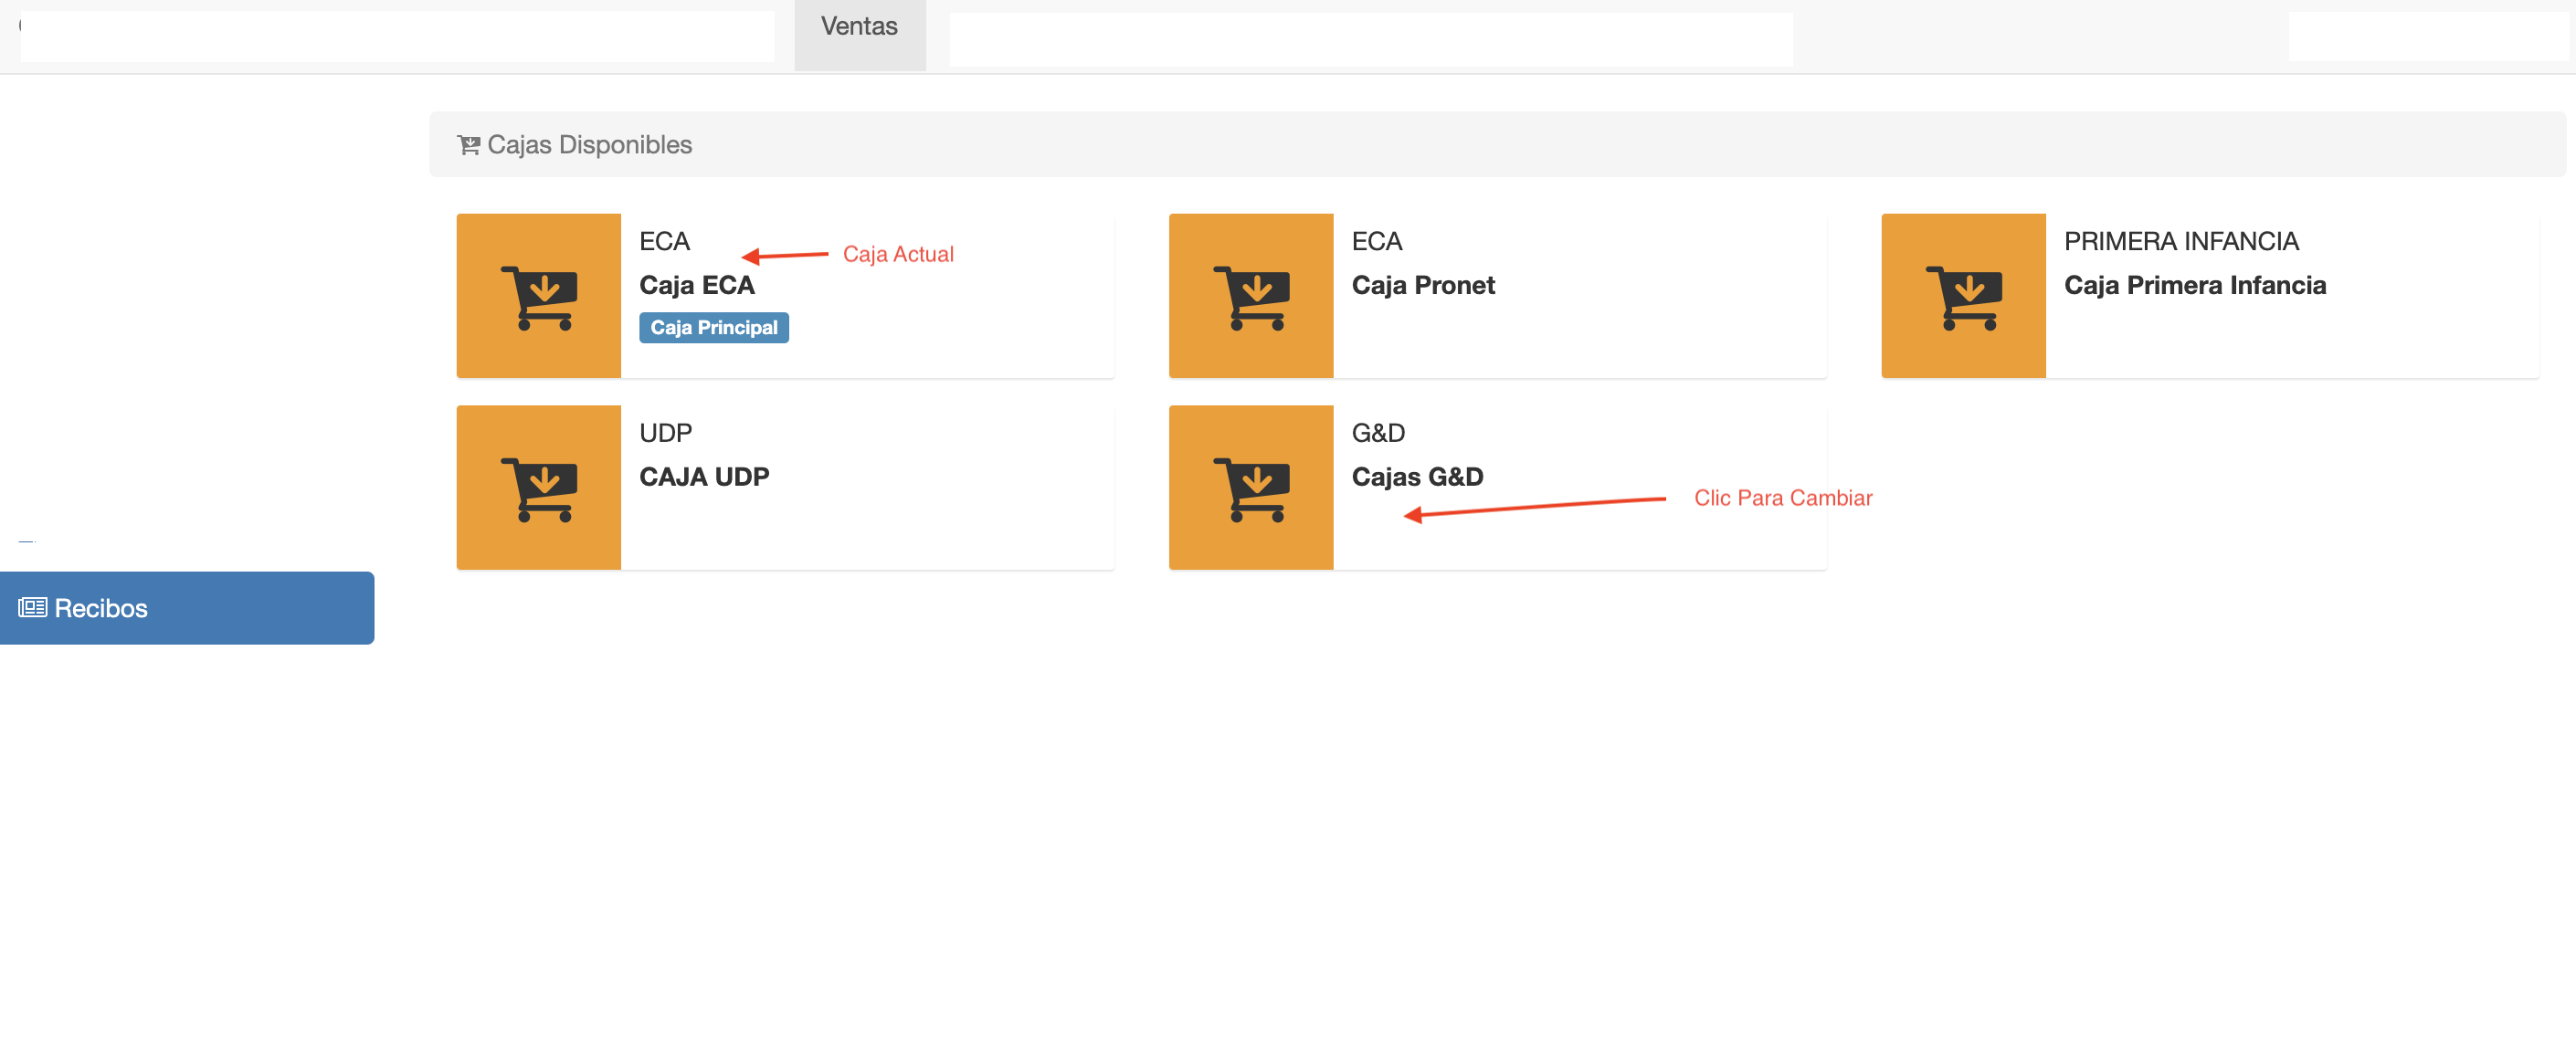 Ventas
Cajas Disponibles
ECA
Caja ECA
Caja Principal
Caja Actual
ECA
Caja Pronet
PRIMERA INFANCIA
Caja Primera Infancia
UDP
CAJA UDP
G&D
Cajas G&D
Clic Para Cambiar
Recibos